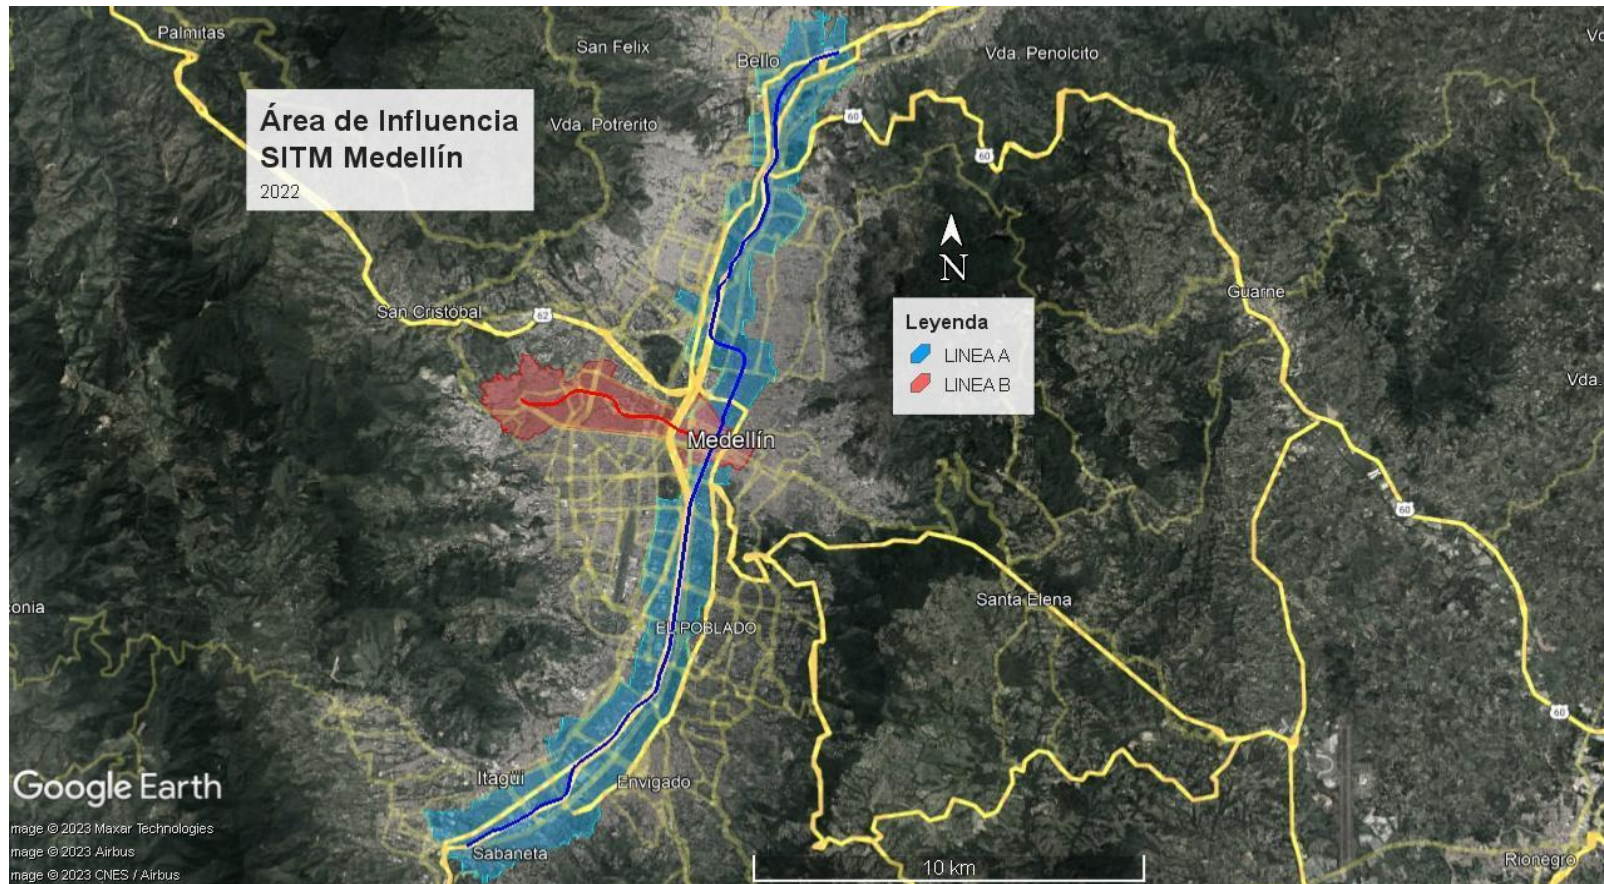 Palmitas
San Felix
Bello
Vda. Penolcito
Área de Influencia
SITM Medellín
2022
Vda. Potrerito
60
60
N
San Cristóbal
62
Guarne
Leyenda
LINEA A
LINEA B
Vda.
Medellín
60
conia
Santa Elena
EL POBLADO
60
Itagüi
Envigado
Google Earth
mage © 2023 Maxar Technologies
mage © 2023 Airbus
mage © 2023 CNES / Airbus
Sabaneta
10 km
Rionegro